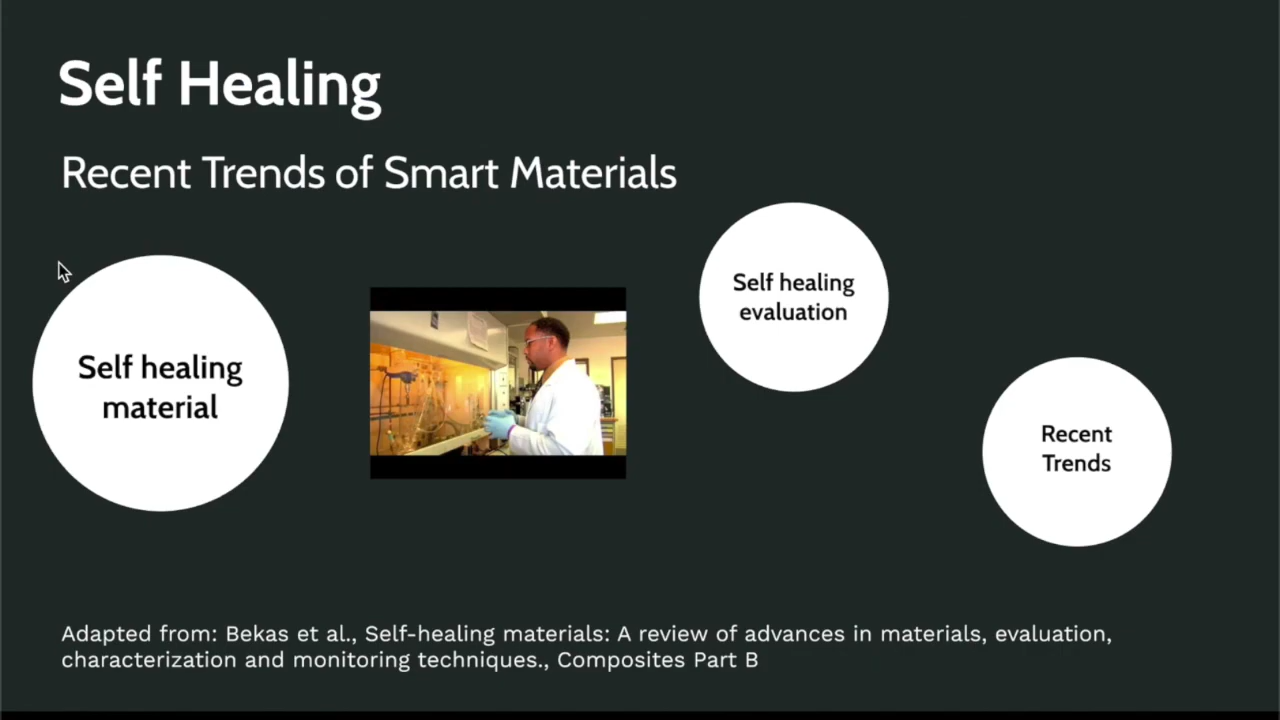 Self Healing
Recent Trends of Smart Materials
Self healing
evaluation
Self healing
material
Recent
Trends
Adapted from: Bekas et al., Self-healing materials: A review of advances in materials, evaluation,
characterization and monitoring techniques., Composites Part B